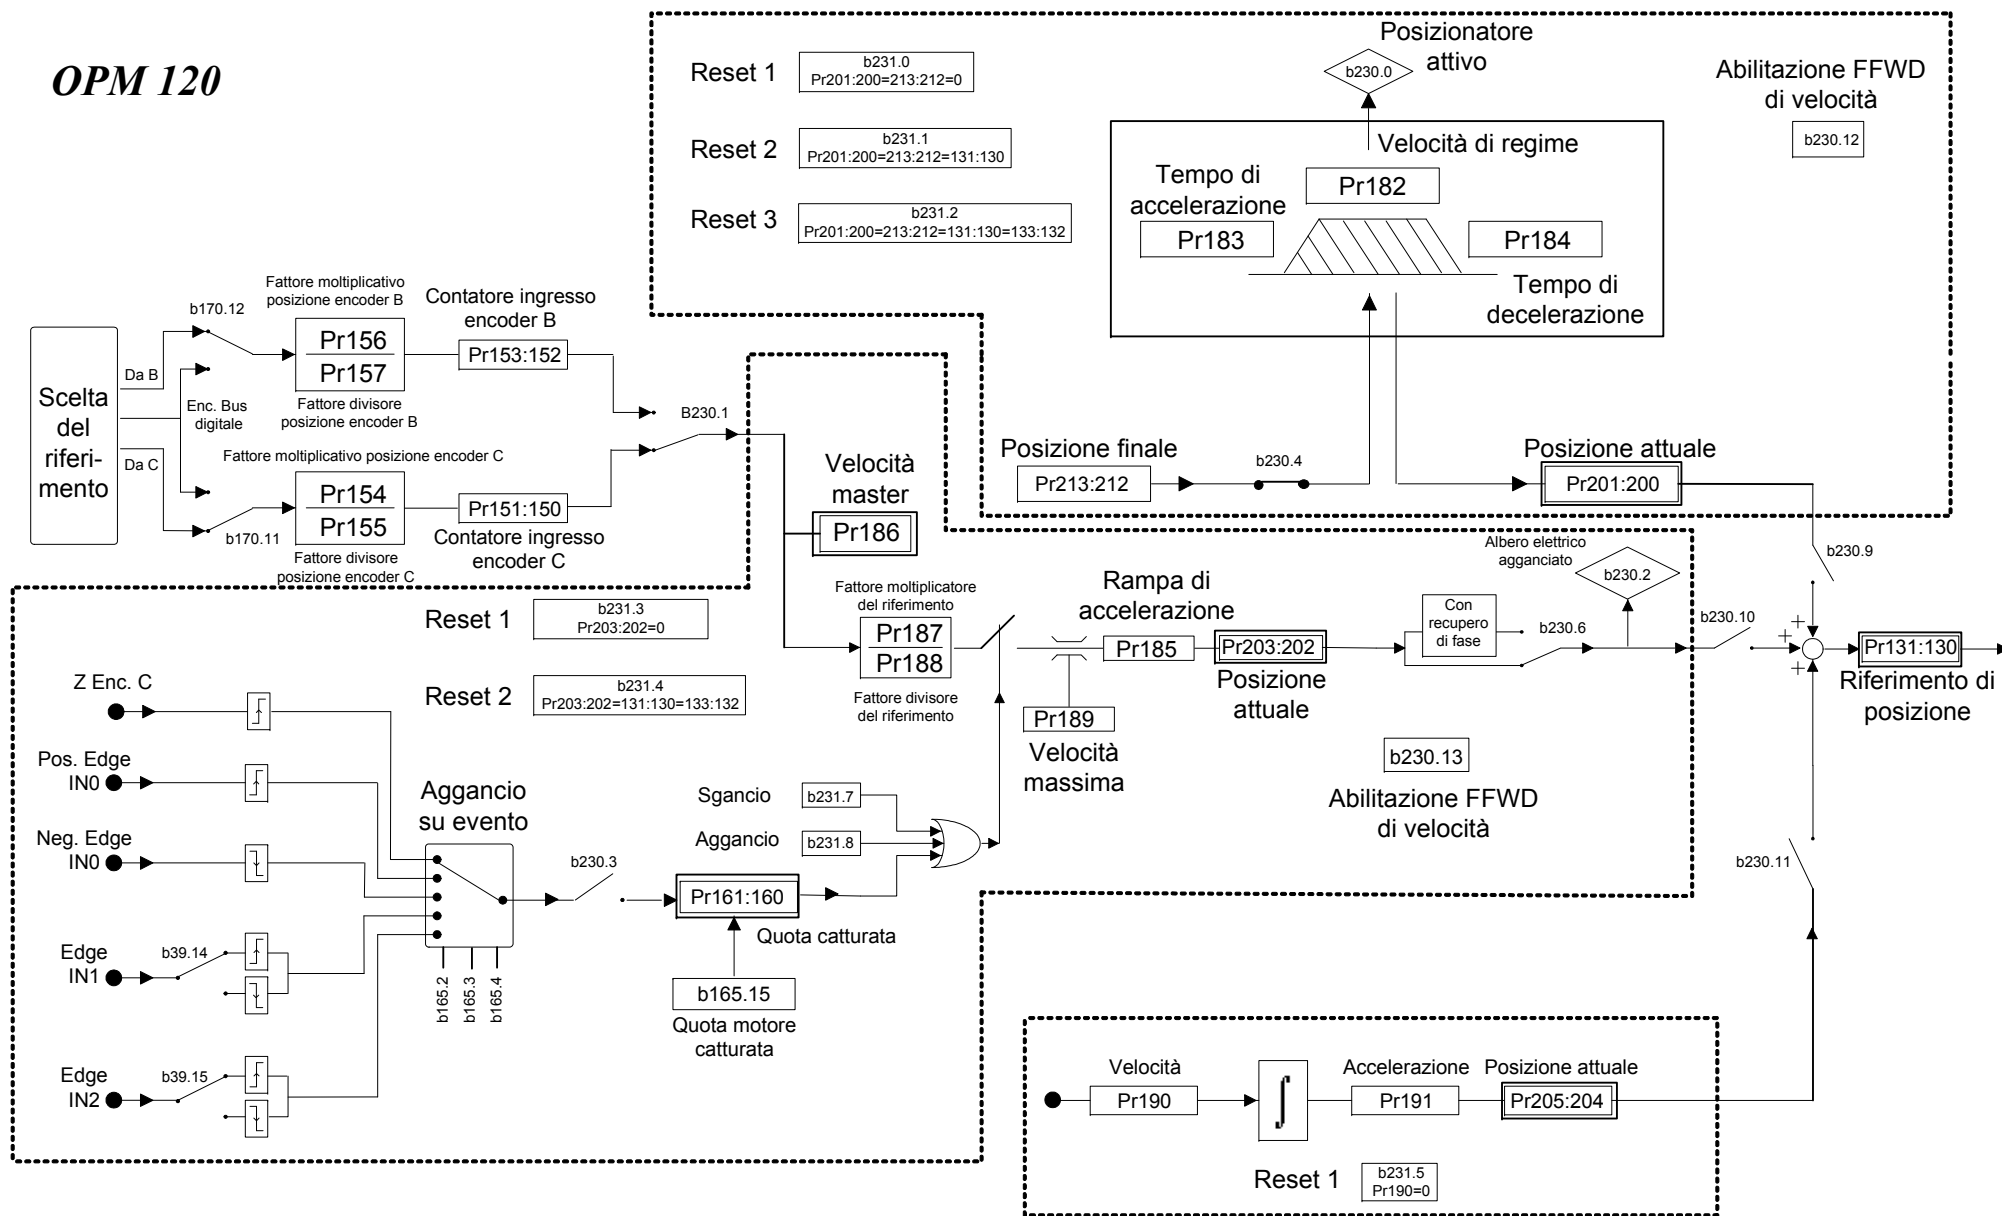 OPM 120
Reset 1
b231.0
Pr201:200=213:212=0
Reset 2
b231.1
Pr201:200=213:212=131:130
Reset 3
b231.2
Pr201:200=213:212=131:130=133:132
Posizionatore
attivo
b230.0
Abilitazione FFWD
di velocità
b230.12
Velocità di regime
Pr182
Tempo di
accelerazione
Pr183
Pr184
Tempo di
decelerazione
Scelta
del
riferi-
mento
Da B
Enc. Bus
digitale
Da C
b170.12
Fattore moltiplicativo
posizione encoder B
Pr156
Pr157
Fattore divisore
posizione encoder B
Contatore ingresso
encoder B
Pr153:152
Fattore moltiplicativo posizione encoder C
b170.11
Pr154
Pr155
Fattore divisore
posizione encoder C
Pr151:150
Contatore ingresso
encoder C
B230.1
Velocità
master
Pr186
Posizione finale
Pr213:212
b230.4
Posizione attuale
Pr201:200
b230.9
Reset 1
b231.3
Pr203:202=0
Reset 2
b231.4
Pr203:202=131:130=133:132
Fattore moltiplicatore
del riferimento
Pr187
Pr188
Fattore divisore
del riferimento
Rampa di
accelerazione
Pr185
Pr189
Velocità
massima
Pr203:202
Posizione
attuale
Con
recupero
di fase
b230.6
Albero elettrico
agganciato
b230.2
b230.10
+
+
+
Pr131:130
Riferimento di
posizione
b230.13
Abilitazione FFWD
di velocità
b230.11
Z Enc. C
Pos. Edge
IN0
Neg. Edge
IN0
Edge
IN1
b39.14
Edge
IN2
b39.15
Aggancio
su evento
b165.2
b165.3
b165.4
b230.3
Pr161:160
Quota catturata
b165.15
Quota motore
catturata
Sgancio
b231.7
Aggancio
b231.8
Velocità
Pr190
∫
Accelerazione
Pr191
Posizione attuale
Pr205:204
Reset 1
b231.5
Pr190=0